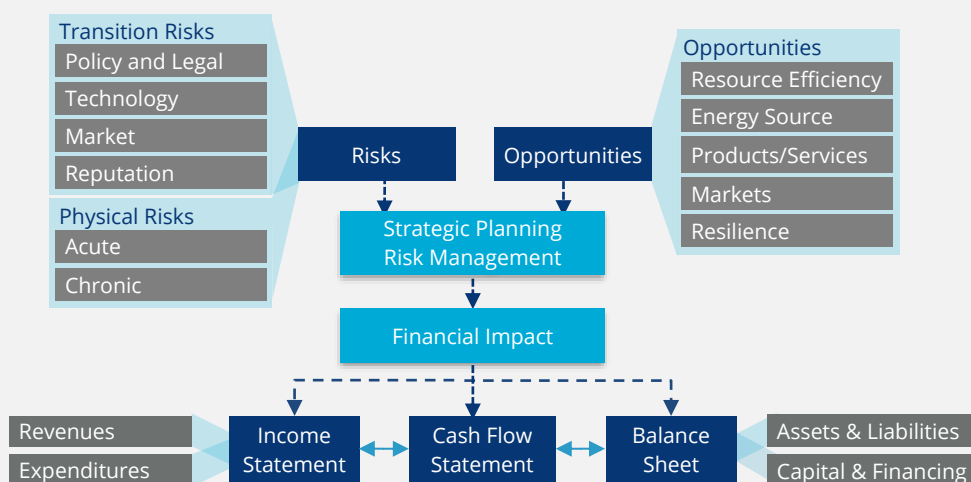 Transition Risks
Policy and Legal
Technology
Market
Reputation
Physical Risks
Acute
Chronic
Risks
Opportunities
Opportunities
Resource Efficiency
Energy Source
Products/Services
Markets
Resilience
Strategic Planning
Risk Management
Financial Impact
Revenues
Expenditures
Income
Statement
Cash Flow
Statement
Balance
Sheet
Assets & Liabilities
Capital & Financing